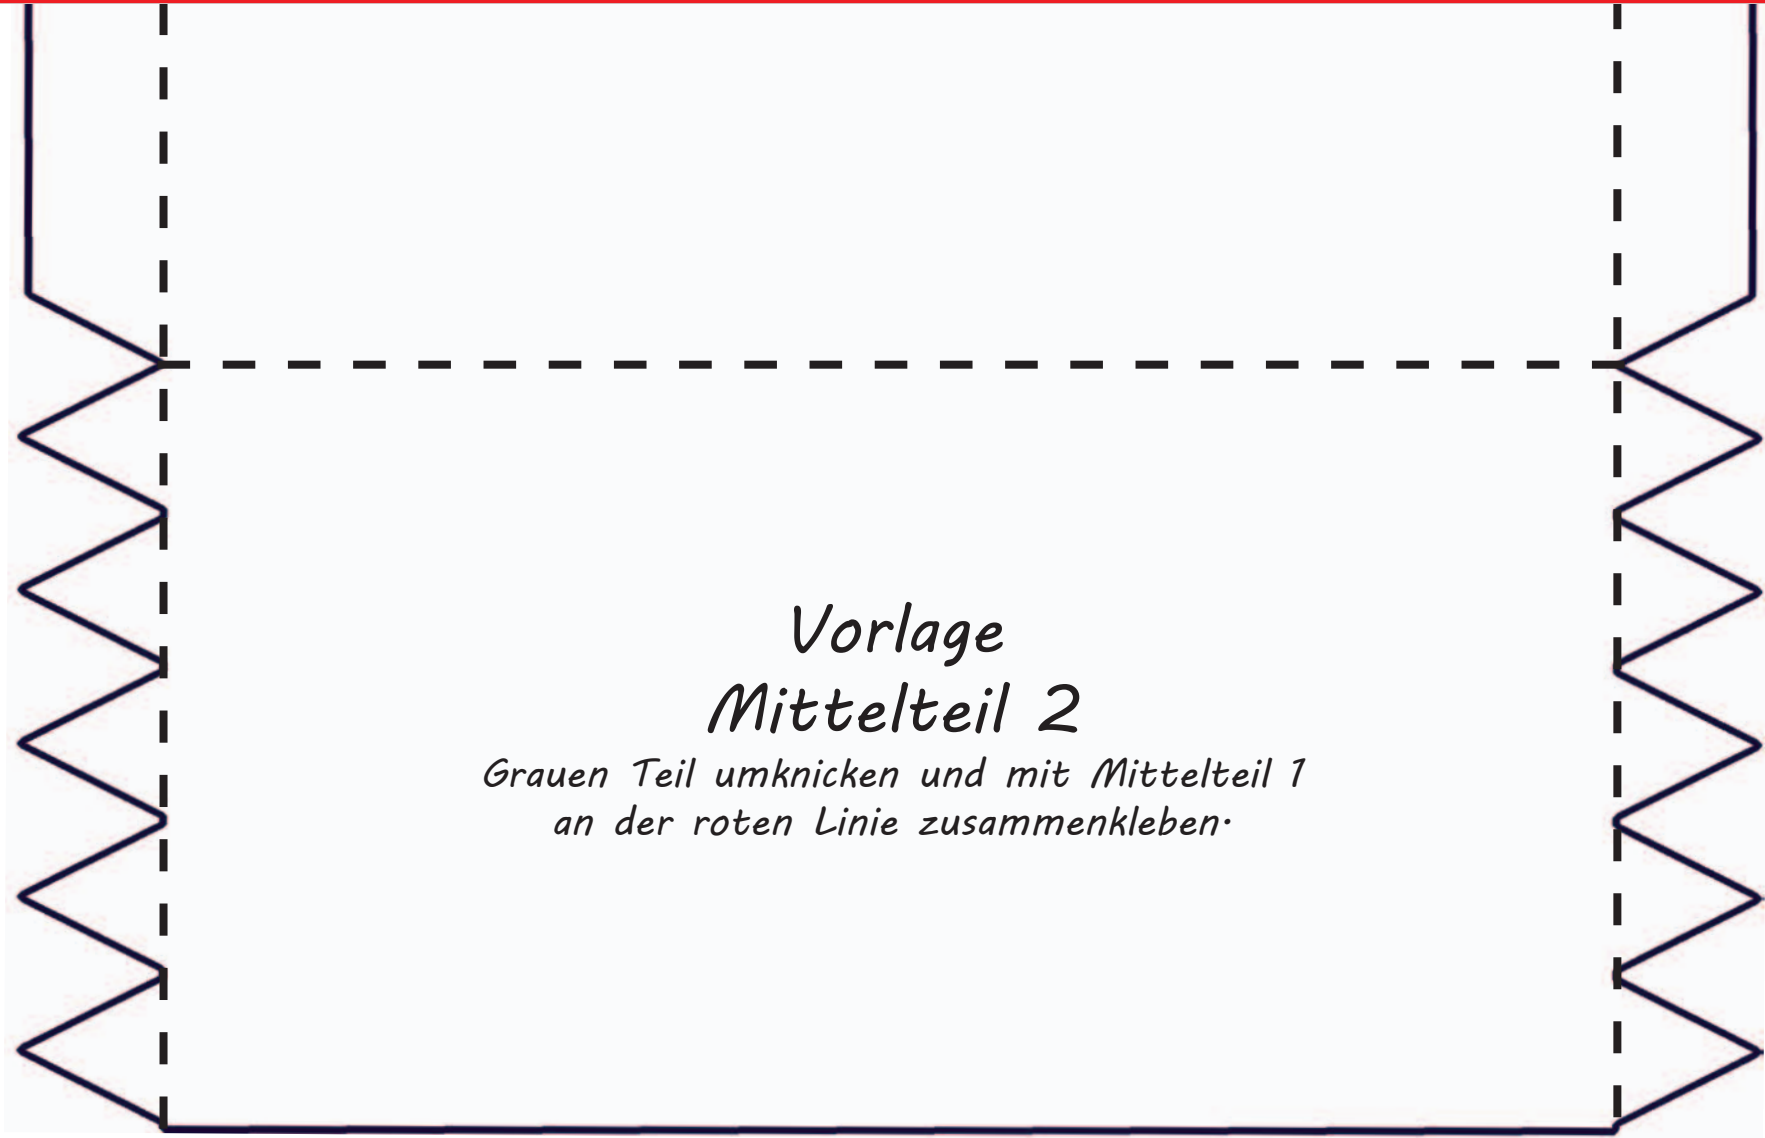 Vorlage
Mittelteil 2
Grauen Teil umknicken und mit Mittelteil 1
an der roten Linie zusammenkleben.